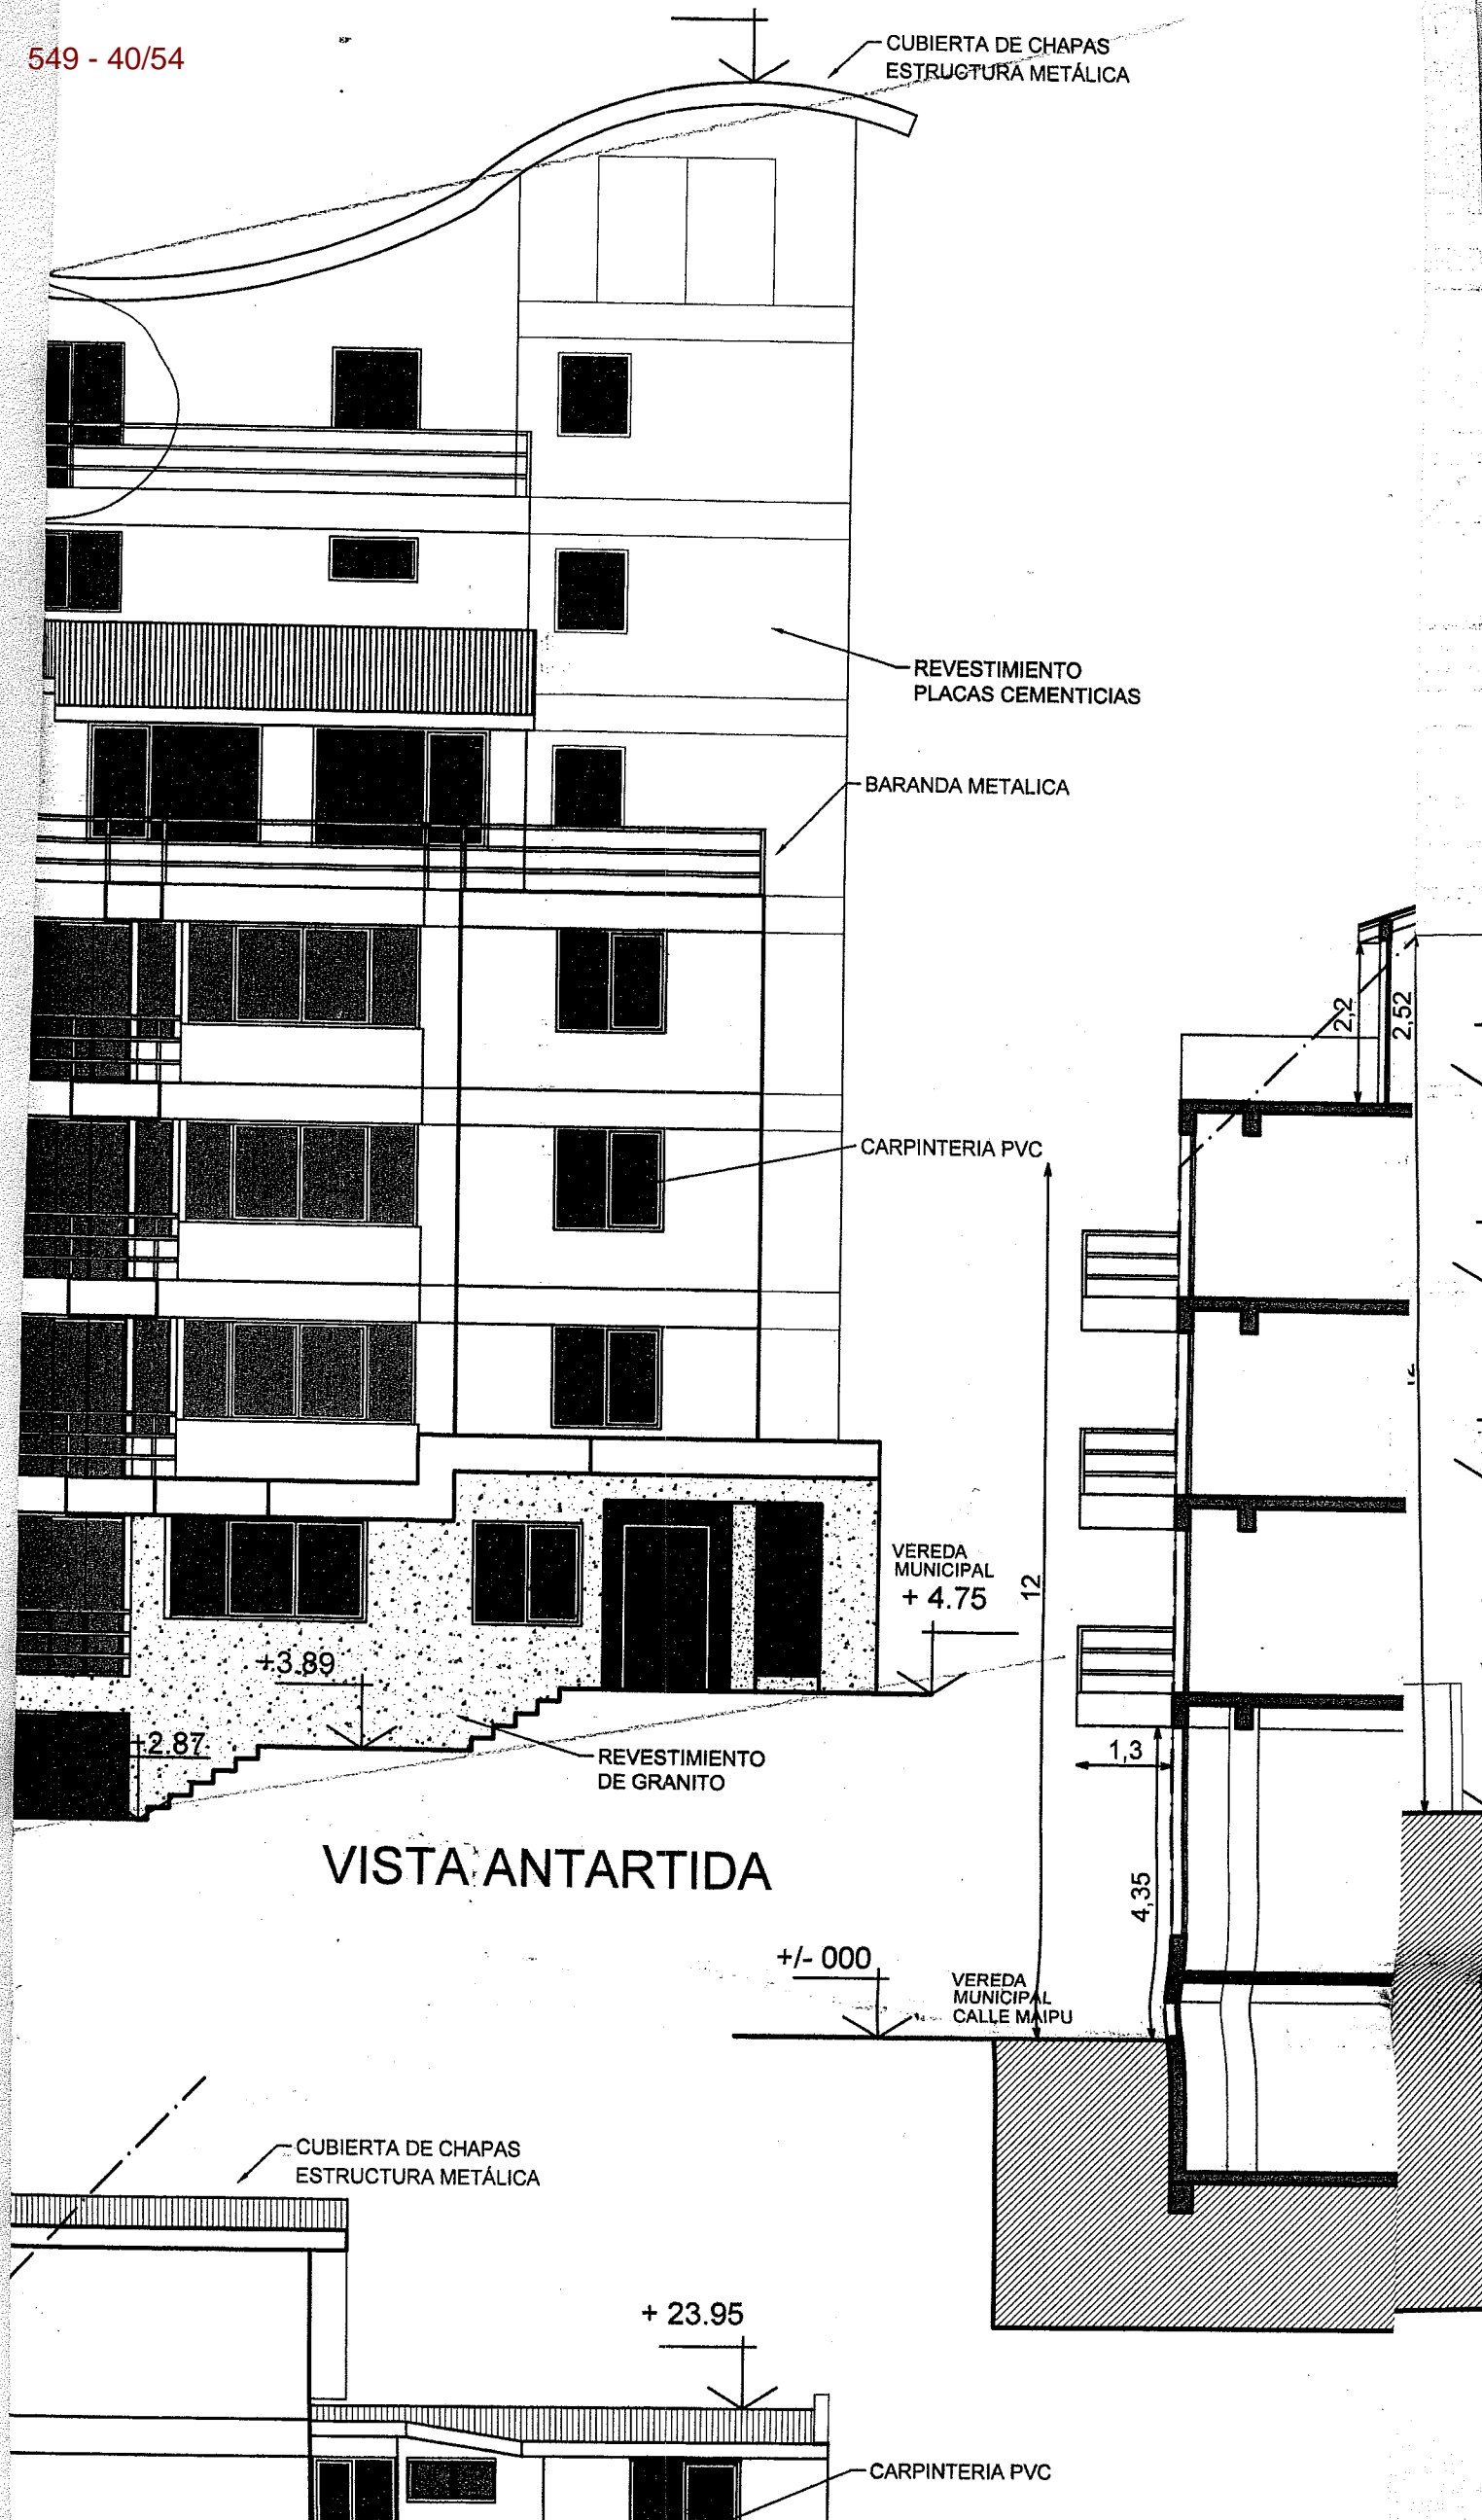 549 - 40/54
CUBIERTA DE CHAPAS
ESTRUCTURA METÁLICA
REVESTIMIENTO
PLACAS CEMENTICIAS
BARANDA METALICA
2,2
2,52
CARPINTERIA PVC
12
VEREDA
MUNICIPAL
+ 4.75
12
+3.89
+2.87
REVESTIMIENTO
DE GRANITO
1,3
VISTA ANTARTIDA
4,35
+/- 000
VEREDA
MUNICIPAL
CALLE MAIPU
CUBIERTA DE CHAPAS
ESTRUCTURA METÁLICA
+ 23.95
CARPINTERIA PVC